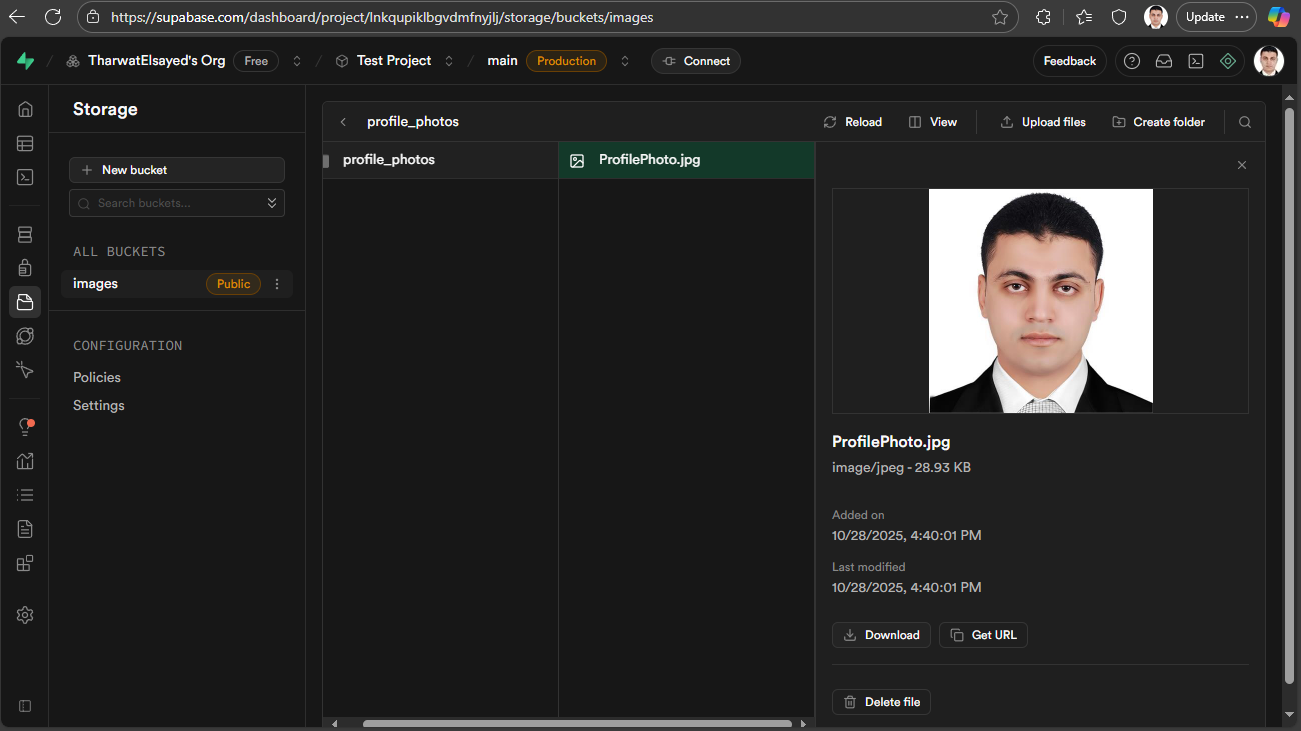 https://supabase.com/dashboard/project/lnkqupiklbgvdmfnyjlj/storage/buckets/images
Update
TharwatElsayed's Org Free Test Project main Production Connect Feedback
Storage
New bucket
Search buckets...
ALL BUCKETS
images Public
CONFIGURATION
Policies
Settings
profile_photos Reload View Upload files Create folder
profile_photos
ProfilePhoto.jpg
ProfilePhoto.jpg
image/jpeg - 28.93 KB
Added on
10/28/2025, 4:40:01 PM
Last modified
10/28/2025, 4:40:01 PM
Download Get URL
Delete file